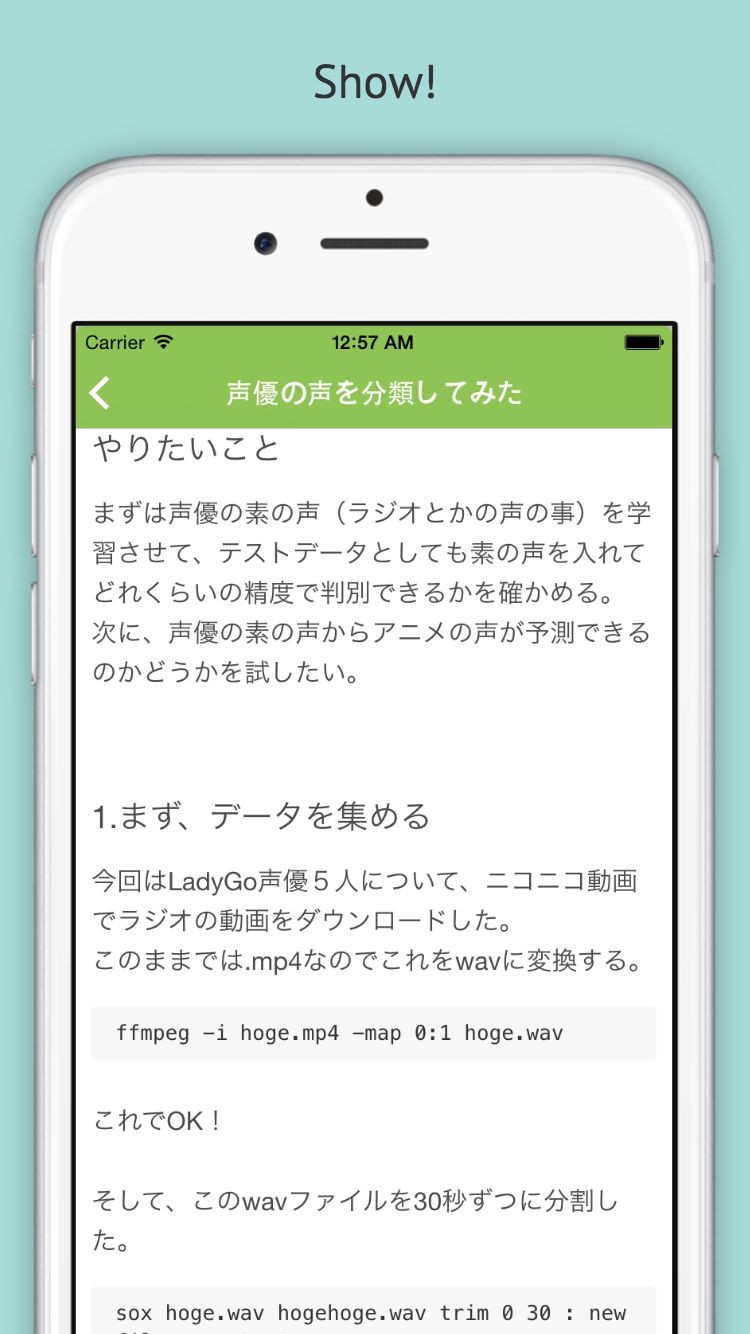 Show!
Carrier 12:57 AM
声優の声を分類してみた
やりたいこと
まずは声優の素の声（ラジオとかの声の事）を学
習させて、テストデータとしても素の声を入れて
どれくらいの精度で判別できるかを確かめる。
次に、声優の素の声からアニメの声が予測できる
のかどうかを試したい。
1.まず、データを集める
今回はLadyGo声優５人について、ニコニコ動画
でラジオの動画をダウンロードした。
このままでは.mp4なのでこれをwavに変換する。
ffmpeg -i hoge.mp4 -map 0:1 hoge.wav
これでOK！
そして、このwavファイルを30秒ずつに分割し
た。
sox hoge.wav hogehoge.wav trim 0 30 : new